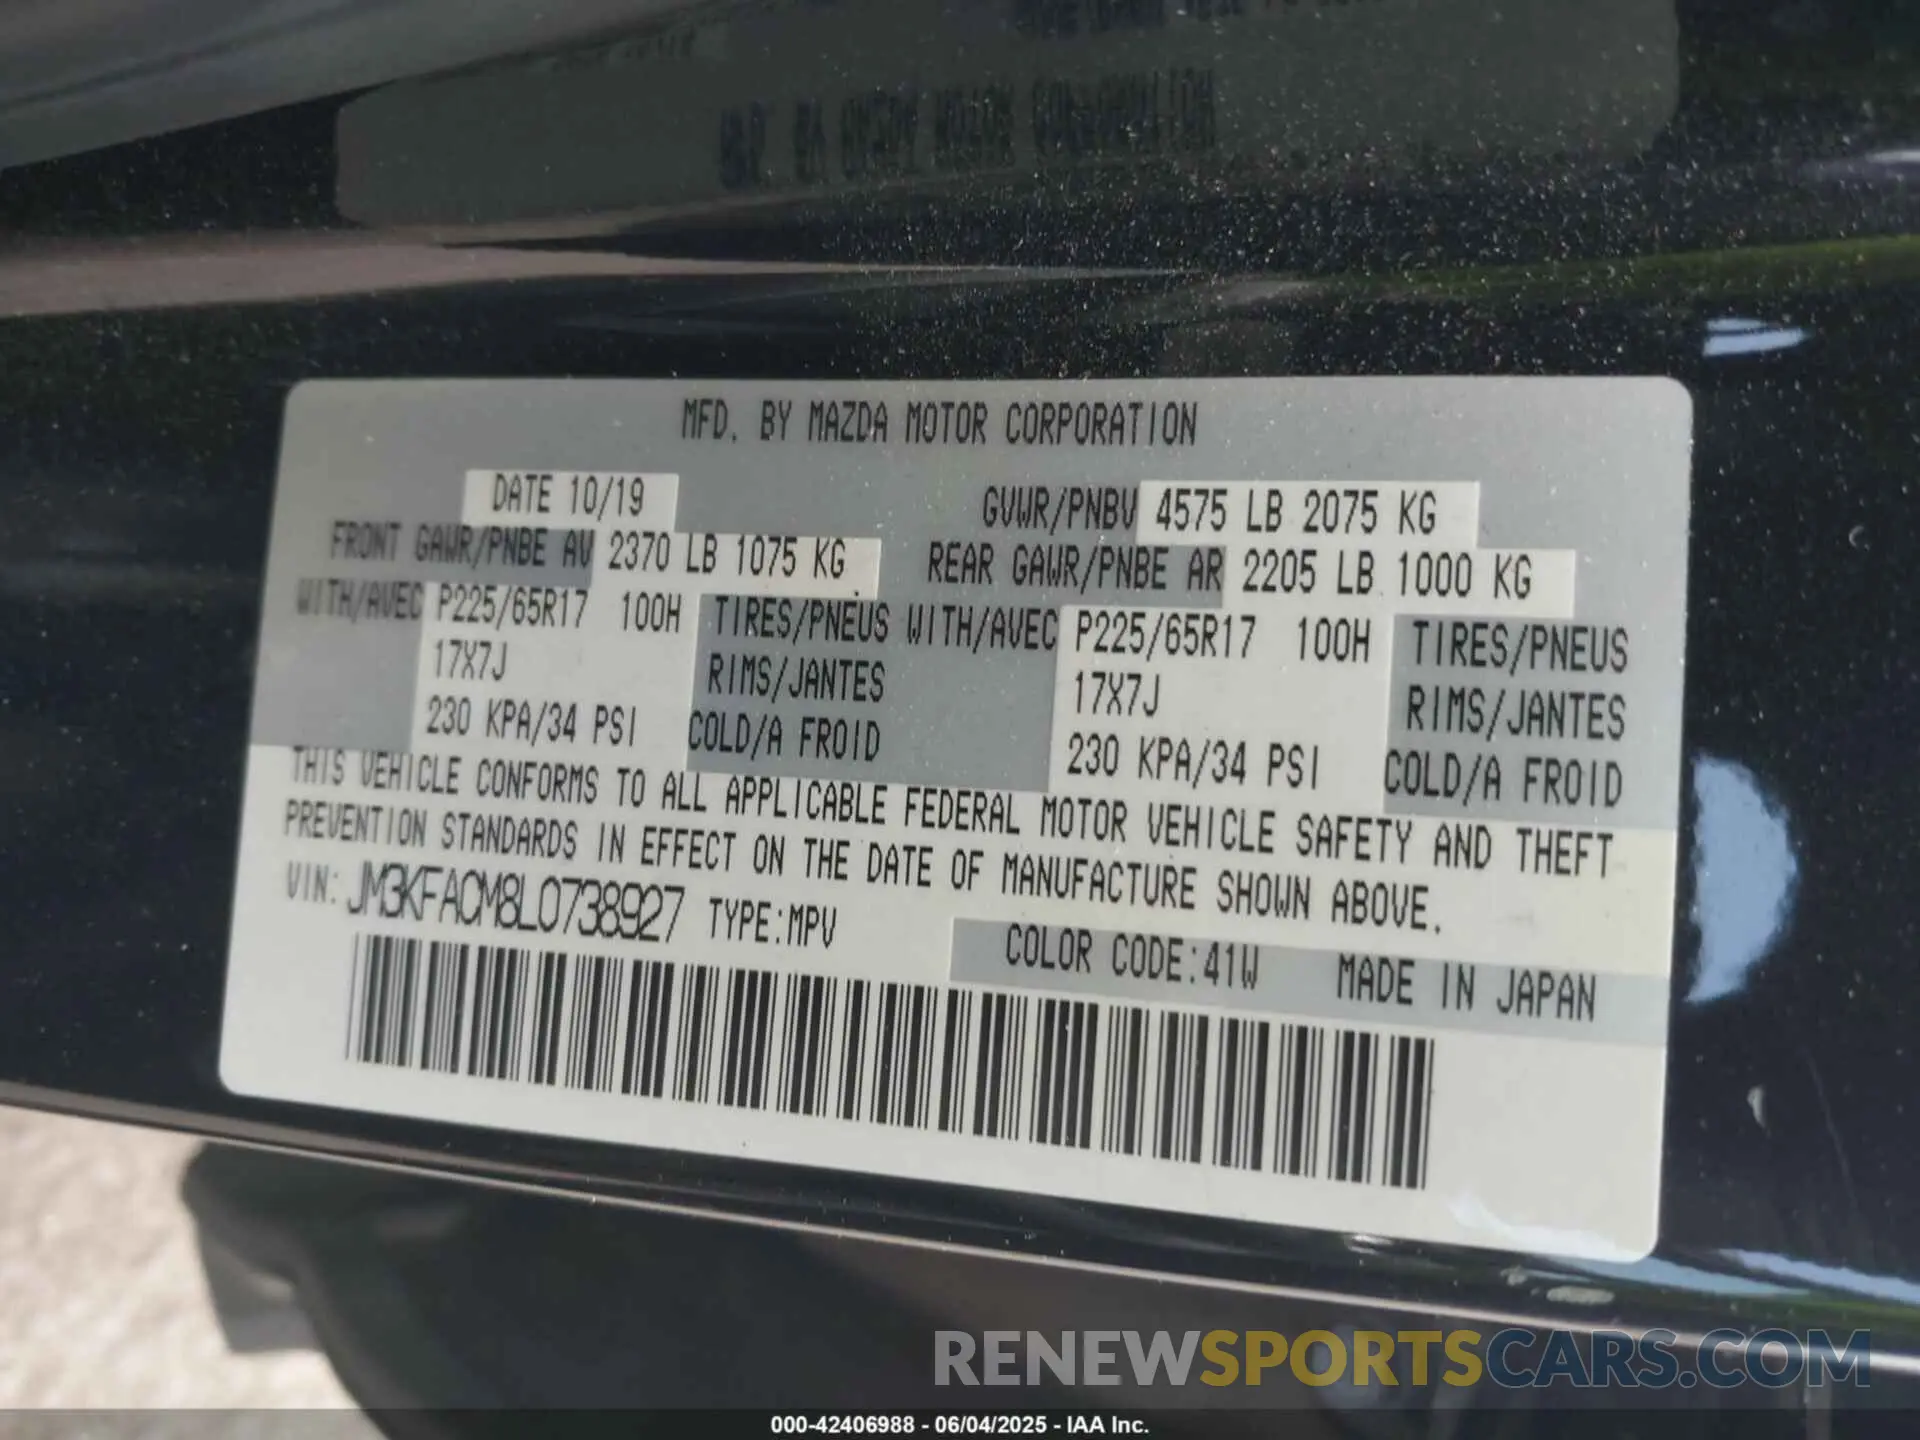 MFD. BY MAZDA MOTOR CORPORATION
DATE 10/19 GVWR/PNBV 4575 LB 2075 KG
FRONT GAWR/PNBE AV 2370 LB 1075 KG REAR GAWR/PNBE AR 2205 LB 1000 KG
WITH/AVEC P225/65R17 100H TIRES/PNEUS WITH/AVEC P225/65R17 100H TIRES/PNEUS
17X7J RIMS/JANTES 17X7J RIMS/JANTES
230 KPA/34 PSI COLD/A FROID 230 KPA/34 PSI COLD/A FROID
THIS VEHICLE CONFORMS TO ALL APPLICABLE FEDERAL MOTOR VEHICLE SAFETY AND THEFT
PREVENTION STANDARDS IN EFFECT ON THE DATE OF MANUFACTURE SHOWN ABOVE.
VIN: JM3KFACM8L0738927 TYPE:MPV
COLOR CODE:41W MADE IN JAPAN
RENEWSPORTSCARS.COM
000-42406988 - 06/04/2025 - IAA Inc.